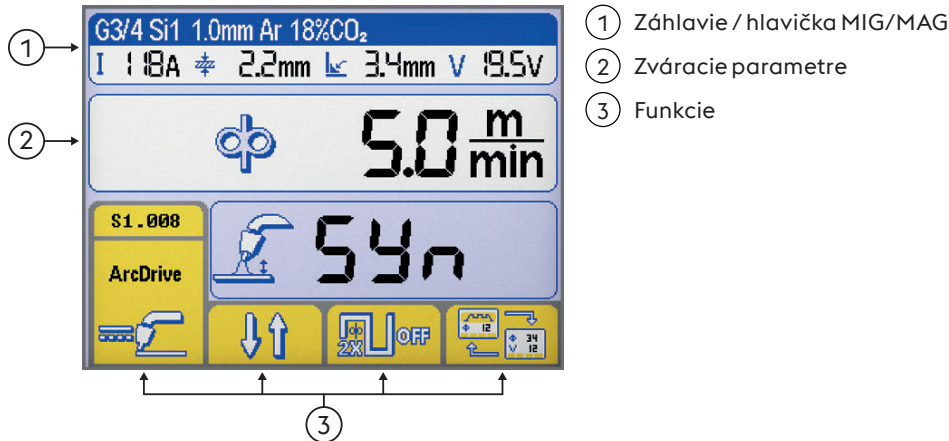 G3/4 Si1 1.0mm Ar 18%CO₂
I 118A 2.2mm 3.4mm V 19.5V
5.0 m/min
S1.008
ArcDrive
Syn
2X OFF
12
34
V 12
1
2
3
1 Záhlavie / hlavička MIG/MAG
2 Zváracie parametre
3 Funkcie